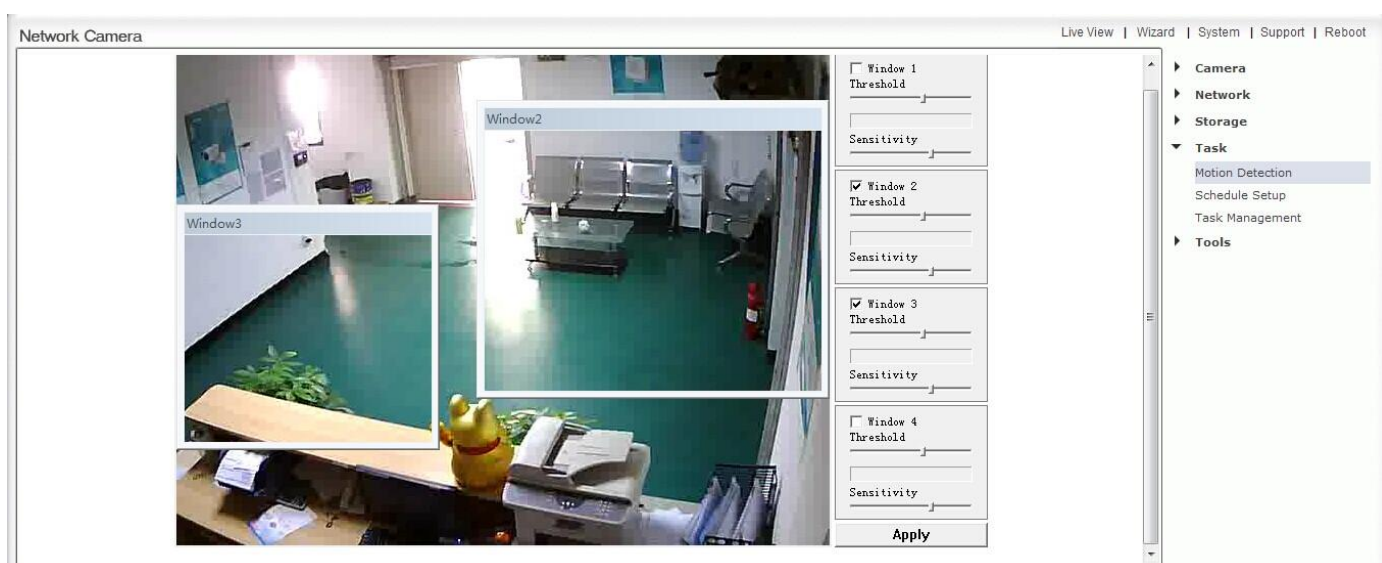 Network Camera
Live View | Wizard | System | Support | Reboot
Window2
Window3
Window 1
Threshold
Sensitivity
Window 2
Threshold
Sensitivity
Window 3
Threshold
Sensitivity
Window 4
Threshold
Sensitivity
Apply
Camera
Network
Storage
Task
Motion Detection
Schedule Setup
Task Management
Tools